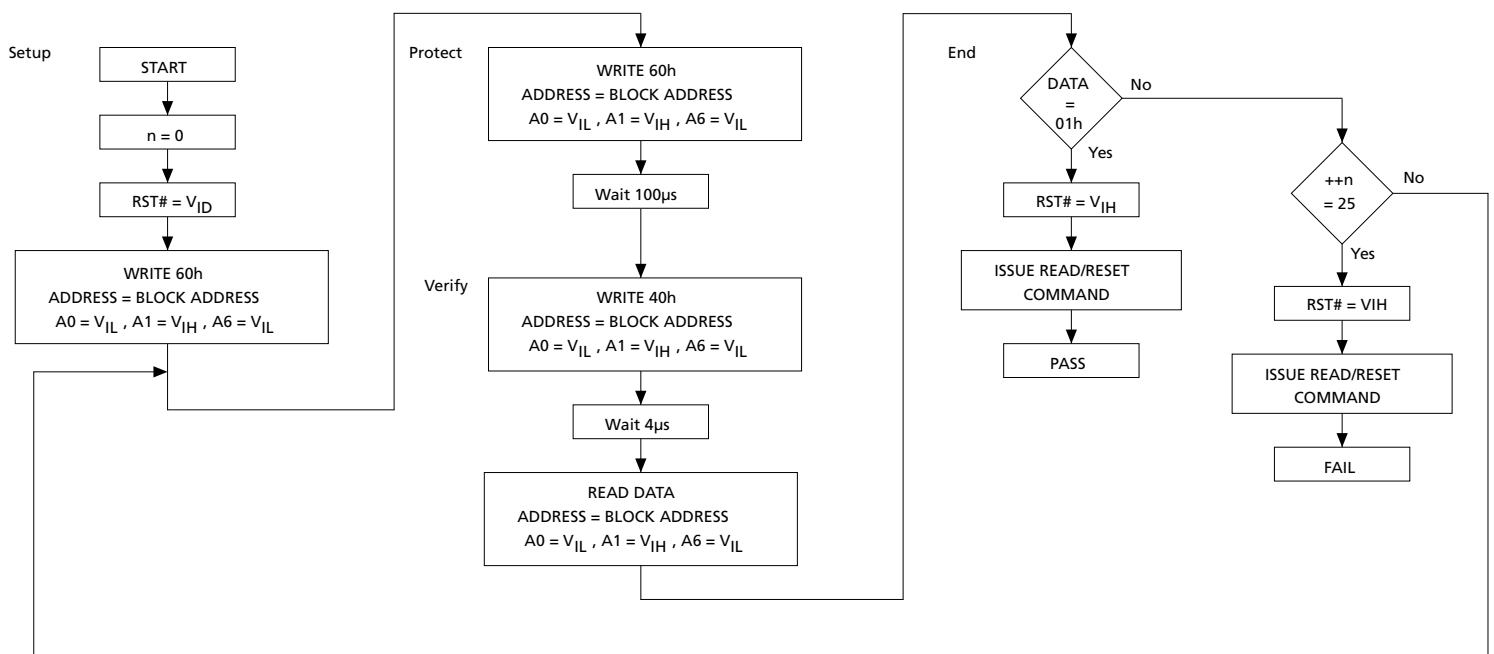 Setup
START
n = 0
RST# = VID
WRITE 60h
ADDRESS = BLOCK ADDRESS
A0 = VIL , A1 = VIH , A6 = VIL
Protect
WRITE 60h
ADDRESS = BLOCK ADDRESS
A0 = VIL , A1 = VIH , A6 = VIL
Wait 100µs
Verify
WRITE 40h
ADDRESS = BLOCK ADDRESS
A0 = VIL , A1 = VIH , A6 = VIL
Wait 4µs
READ DATA
ADDRESS = BLOCK ADDRESS
A0 = VIL , A1 = VIH , A6 = VIL
End
DATA
=
01h
No
Yes
RST# = VIH
ISSUE READ/RESET
COMMAND
PASS
++n
= 25
No
Yes
RST# = VIH
ISSUE READ/RESET
COMMAND
FAIL